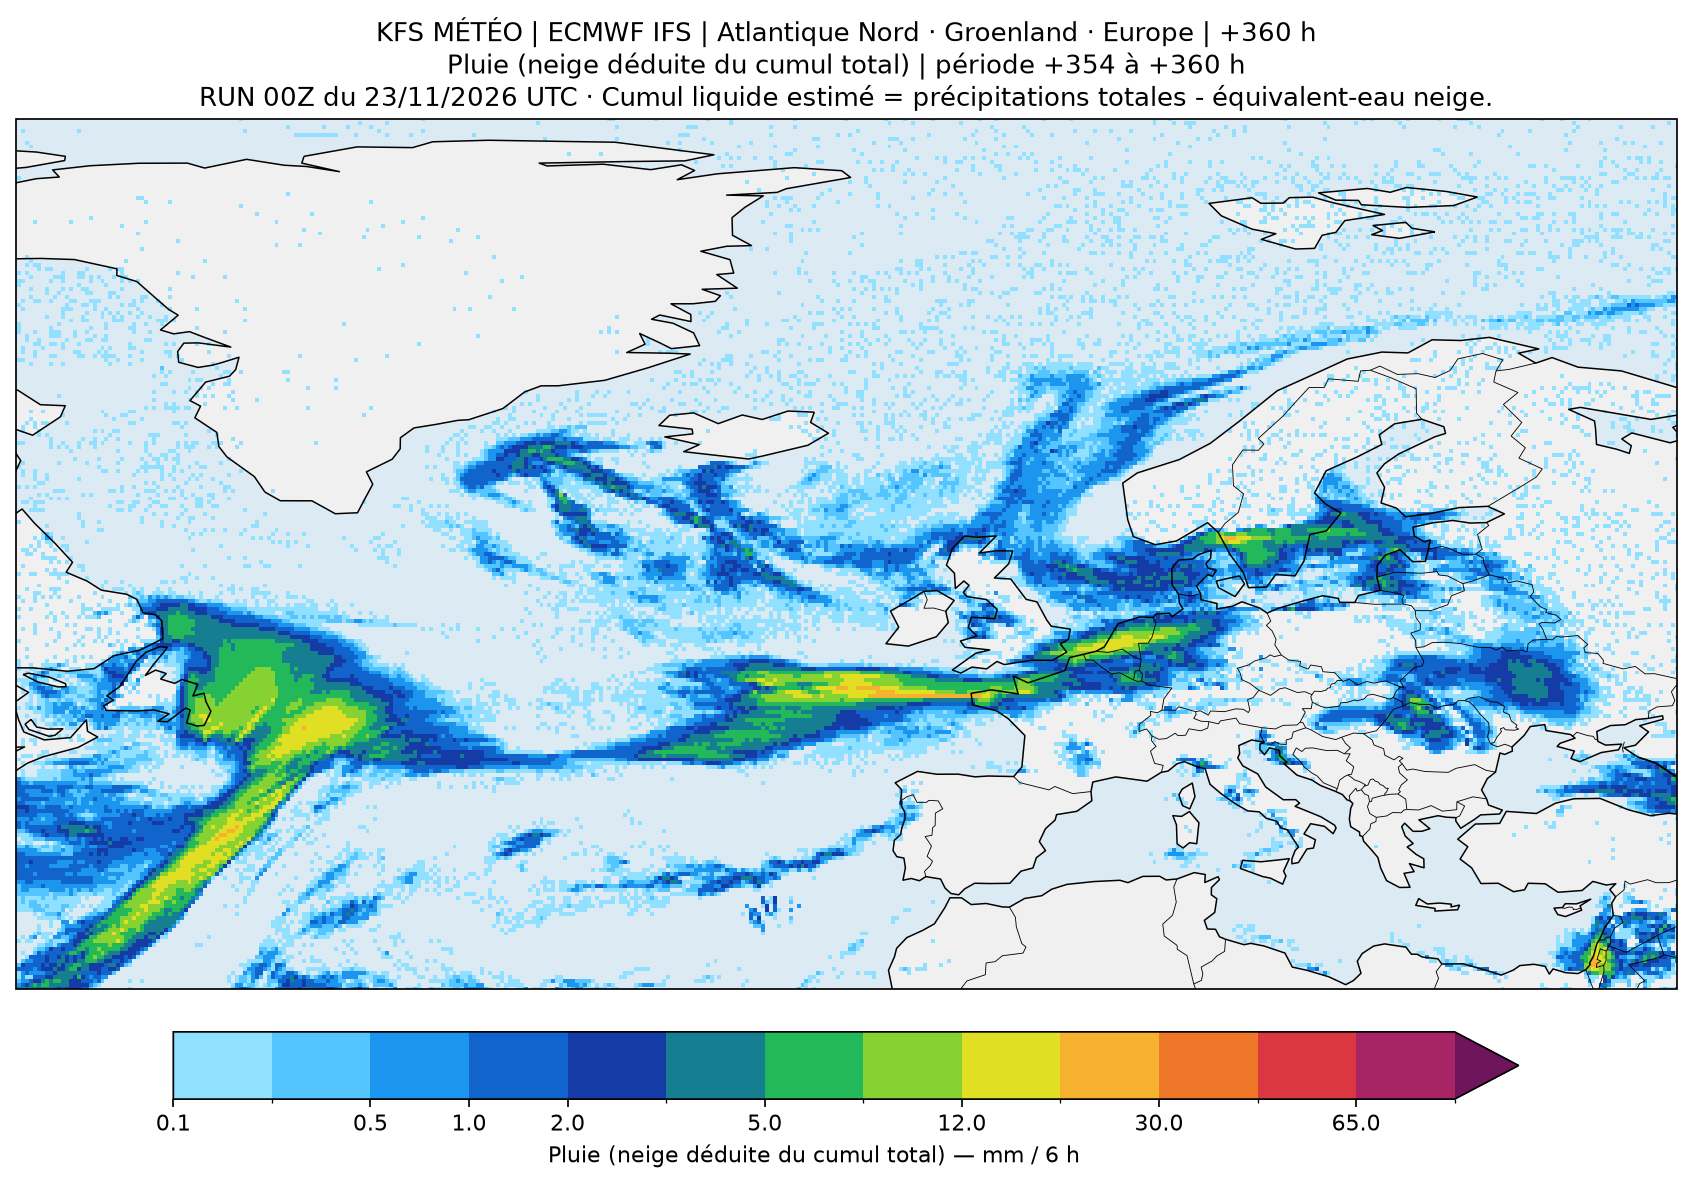 KFS MÉTÉO | ECMWF IFS | Atlantique Nord · Groenland · Europe | +360 h
Pluie (neige déduite du cumul total) | période +354 à +360 h
RUN 00Z du 23/11/2026 UTC · Cumul liquide estimé = précipitations totales - équivalent-eau neige.
0.1 0.5 1.0 2.0 5.0 12.0 30.0 65.0
Pluie (neige déduite du cumul total) — mm / 6 h